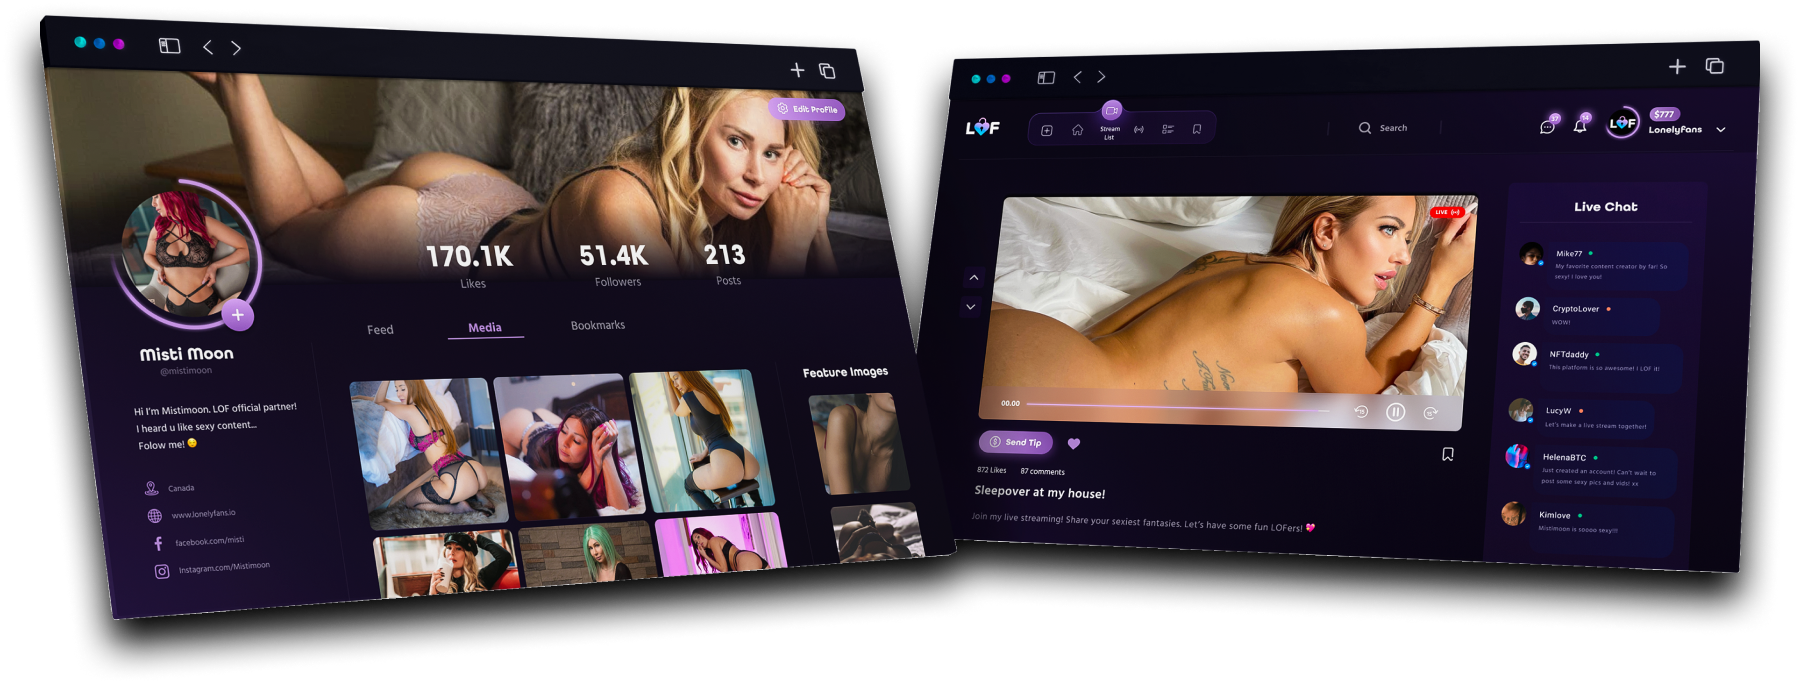 Edit ProFile
170.1K
Likes
51.4K
Followers
213
Posts
Feed
Media
Bookmarks
Misti Moon
@mistimoon
Hi I'm Mistimoon. LOF official partner!
I heard u like sexy content...
Folow me!
Canada
www.lonelyfans.io
facebook.com/misti
Instagram.com/Mistimoon
Feature Images
LOF
Stream
List
Search
37
14
LOF
$777
LonelyFans
LIVE
00.00
15
15
Send Tip
872 Likes
87 comments
Sleepover at my house!
Join my live streaming! Share your sexiest fantasies. Let's have some fun LOFers!
Live Chat
Mike77
My favorite content creator by far! So
sexy! I love you!
CryptoLover
WOW!
NFTdaddy
This platform is so awesome! I LOF it!
LucyW
Let's make a live stream together!
HelenaBTC
Just created an account! Can't wait to
post some sexy pics and vids! xx
Kimlove
Mistimoon is soooo sexy!!!